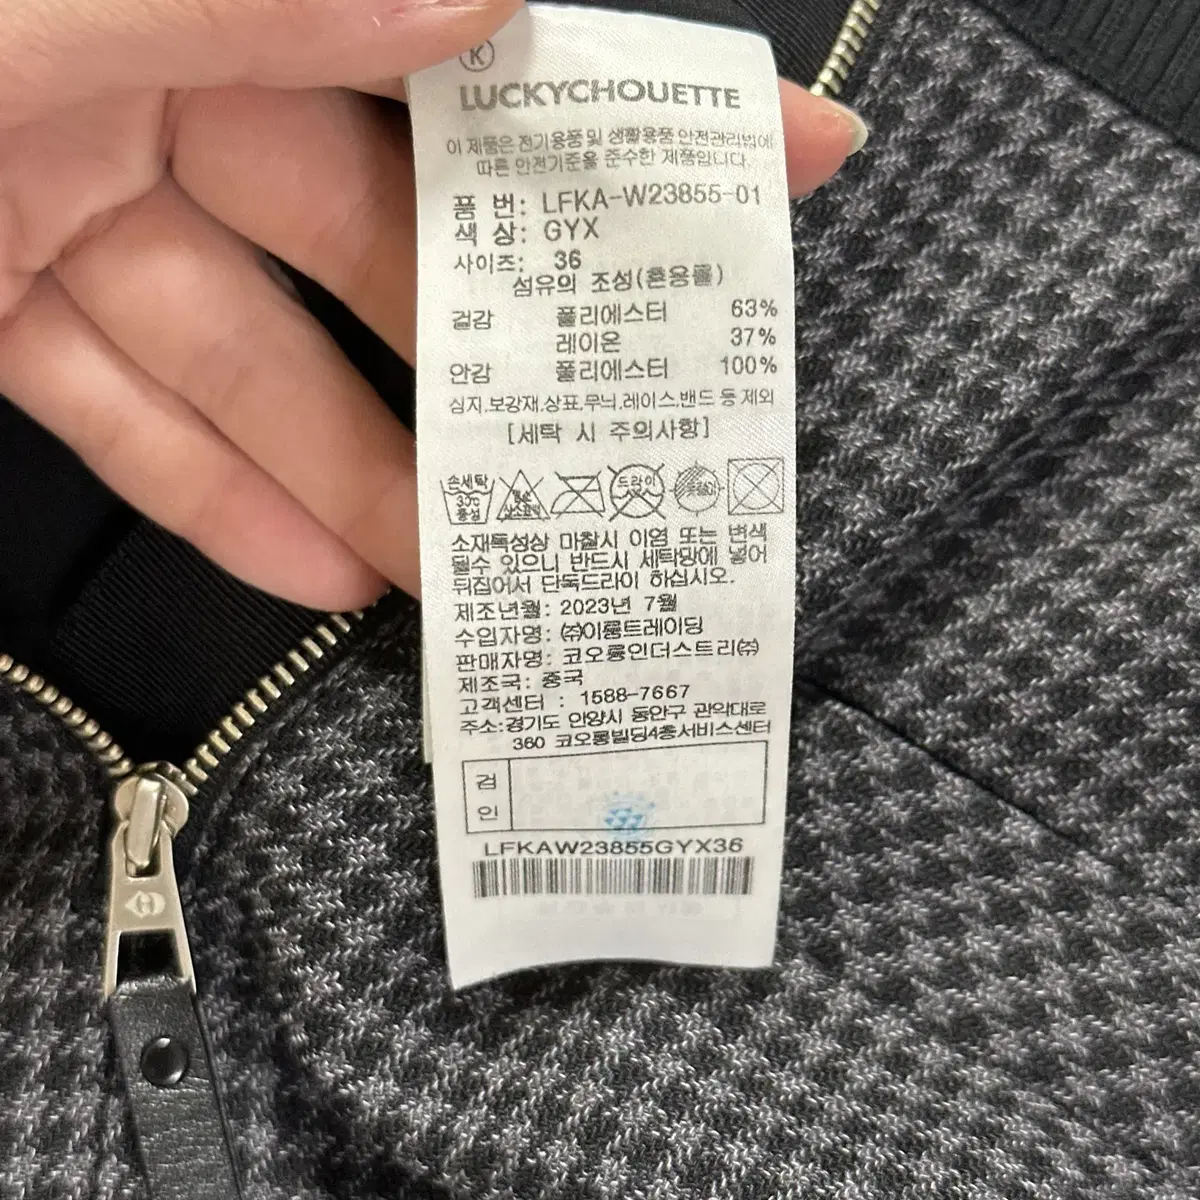 K
LUCKYCHOUETTE
이 제품은 전기용품 및 생활용품 안전관리법에
따른 안전기준을 준수한 제품입니다.
품 번: LFKA-W23855-01
색 상: GYX
사이즈: 36
섬유의 조성(혼용률)
겉감 폴리에스터 63%
레이온 37%
안감 폴리에스터 100%
심지,보강재,상표,무늬,레이스,밴드 등 제외
[세탁 시 주의사항]
손세탁
30℃
중성
드라이
소재특성상 마찰시 이염 또는 변색
될수 있으니 반드시 세탁망에 넣어
뒤집어서 단독드라이 하십시오.
제조년월: 2023년 7월
수입자명: ㈜이룸트레이딩
판매자명: 코오롱인더스트리㈜
제조국: 중국
고객센터 : 1588-7667
주소:경기도 안양시 동안구 관악대로
360 코오롱빌딩4층서비스센터
검
인
LFKAW23855GYX36